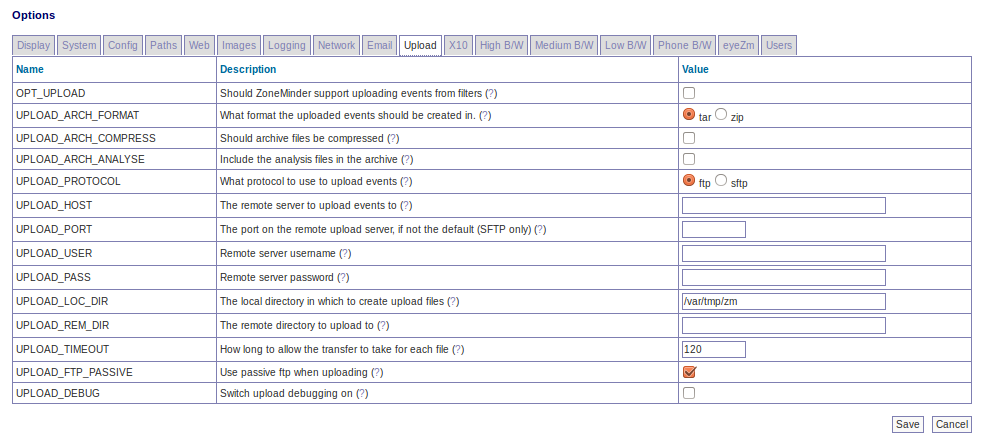 Options
Display System Config Paths Web Images Logging Network Email Upload X10 High B/W Medium B/W Low B/W Phone B/W eyeZm Users
Name Description Value
OPT_UPLOAD Should ZoneMinder support uploading events from filters (?)
UPLOAD_ARCH_FORMAT What format the uploaded events should be created in. (?) tar zip
UPLOAD_ARCH_COMPRESS Should archive files be compressed (?)
UPLOAD_ARCH_ANALYSE Include the analysis files in the archive (?)
UPLOAD_PROTOCOL What protocol to use to upload events (?) ftp sftp
UPLOAD_HOST The remote server to upload events to (?)
UPLOAD_PORT The port on the remote upload server, if not the default (SFTP only) (?)
UPLOAD_USER Remote server username (?)
UPLOAD_PASS Remote server password (?)
UPLOAD_LOC_DIR The local directory in which to create upload files (?) /var/tmp/zm
UPLOAD_REM_DIR The remote directory to upload to (?)
UPLOAD_TIMEOUT How long to allow the transfer to take for each file (?) 120
UPLOAD_FTP_PASSIVE Use passive ftp when uploading (?)
UPLOAD_DEBUG Switch upload debugging on (?)
Save Cancel